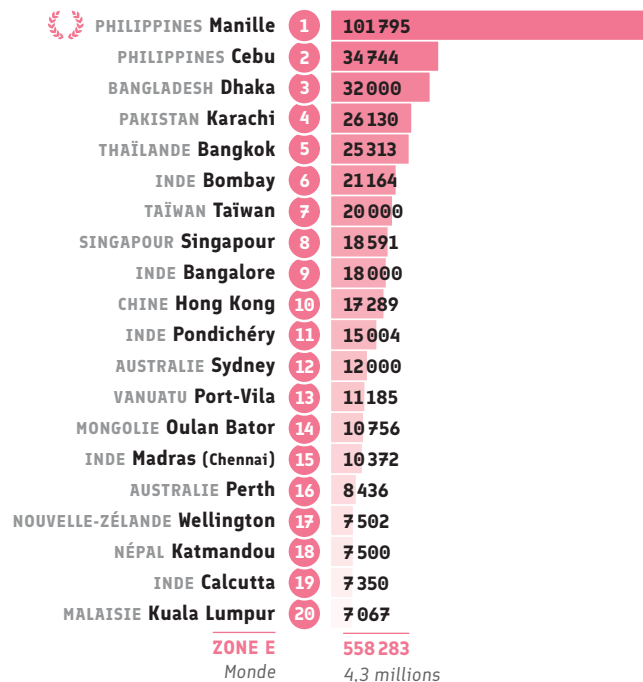 PHILIPPINES Manille 1 101 795
PHILIPPINES Cebu 2 34 744
BANGLADESH Dhaka 3 32 000
PAKISTAN Karachi 4 26 130
THAÏLANDE Bangkok 5 25 313
INDE Bombay 6 21 164
TAÏWAN Taïwan 7 20 000
SINGAPOUR Singapour 8 18 591
INDE Bangalore 9 18 000
CHINE Hong Kong 10 17 289
INDE Pondichéry 11 15 004
AUSTRALIE Sydney 12 12 000
VANUATU Port-Vila 13 11 185
MONGOLIE Oulan Bator 14 10 756
INDE Madras (Chennai) 15 10 372
AUSTRALIE Perth 16 8 436
NOUVELLE-ZÉLANDE Wellington 17 7 502
NÉPAL Katmandou 18 7 500
INDE Calcutta 19 7 350
MALAISIE Kuala Lumpur 20 7 067
ZONE E 558 283
Monde 4,3 millions